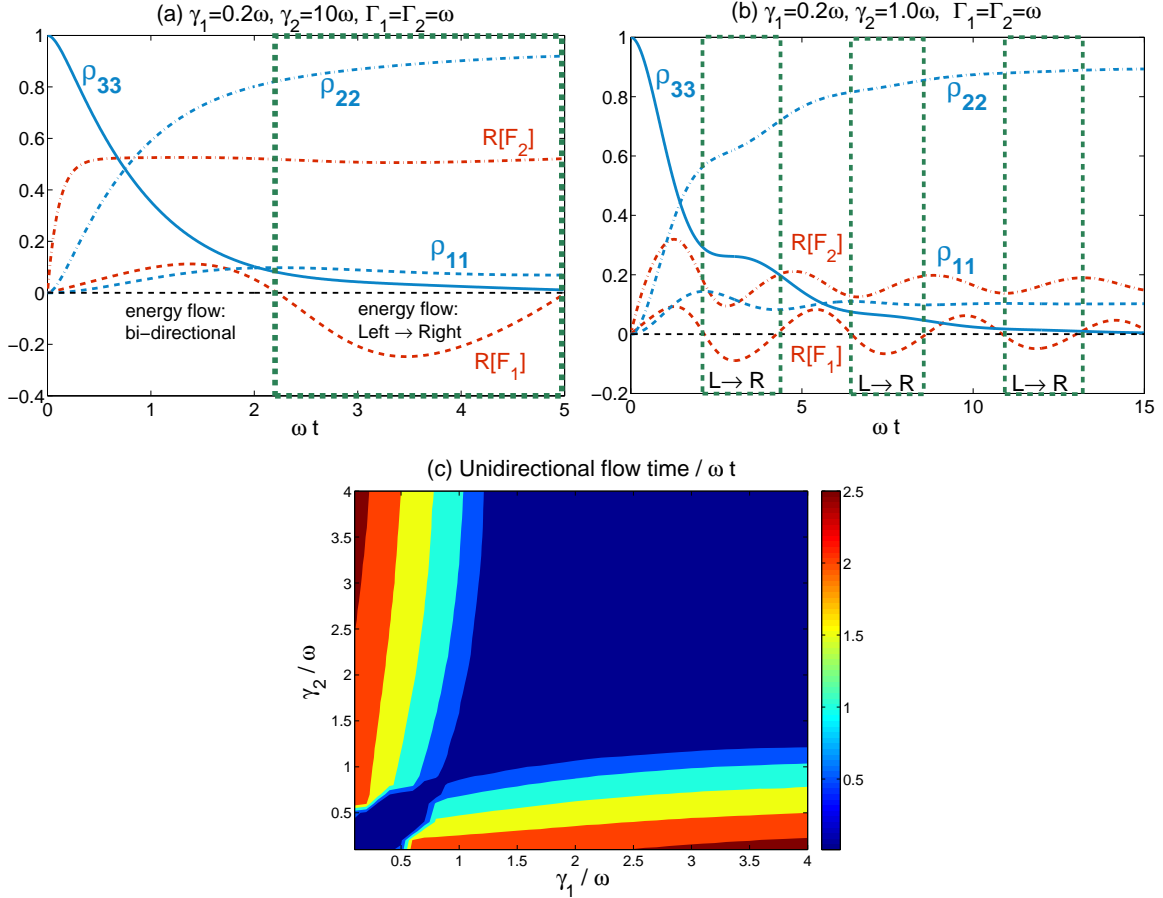 (a) γ₁=0.2ω, γ₂=10ω, Γ₁=Γ₂=ω
1
0.8
0.6
0.4
0.2
0
−0.2
−0.4
ρ₃₃
ρ₂₂
R[F₂]
ρ₁₁
energy flow:
bi−directional
energy flow:
Left → Right
R[F₁]
0
1
2
3
4
5
ω t
(b) γ₁=0.2ω, γ₂=1.0ω, Γ₁=Γ₂=ω
1
0.8
0.6
0.4
0.2
0
−0.2
ρ₃₃
ρ₂₂
R[F₂]
ρ₁₁
R[F₁]
L→ R
L→ R
L→ R
0
5
10
15
ω t
(c) Unidirectional flow time / ω t
4
3.5
3
2.5
2
1.5
1
0.5
γ₂ / ω
0.5
1
1.5
2
2.5
3
3.5
4
γ₁ / ω
2.5
2
1.5
1
0.5